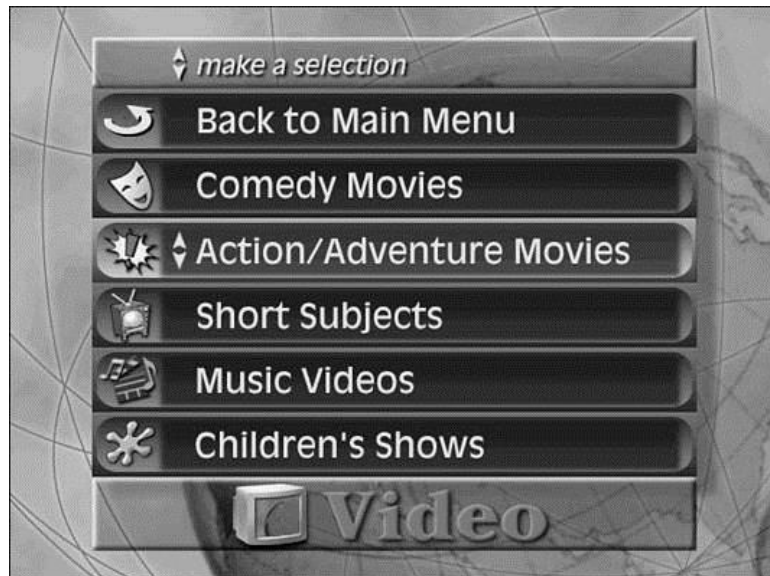 make a selection
Back to Main Menu
Comedy Movies
Action/Adventure Movies
Short Subjects
Music Videos
Children's Shows
Video